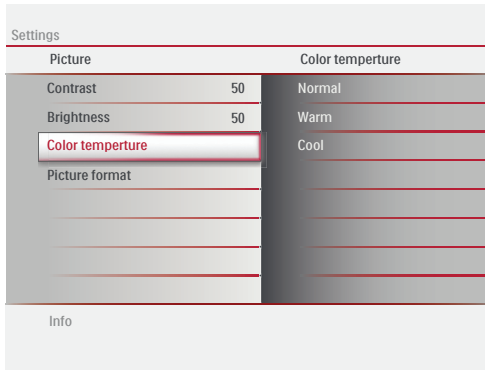 Settings
Picture Color temperture
Contrast 50 Normal
Brightness 50 Warm
Color temperture Cool
Picture format
Info